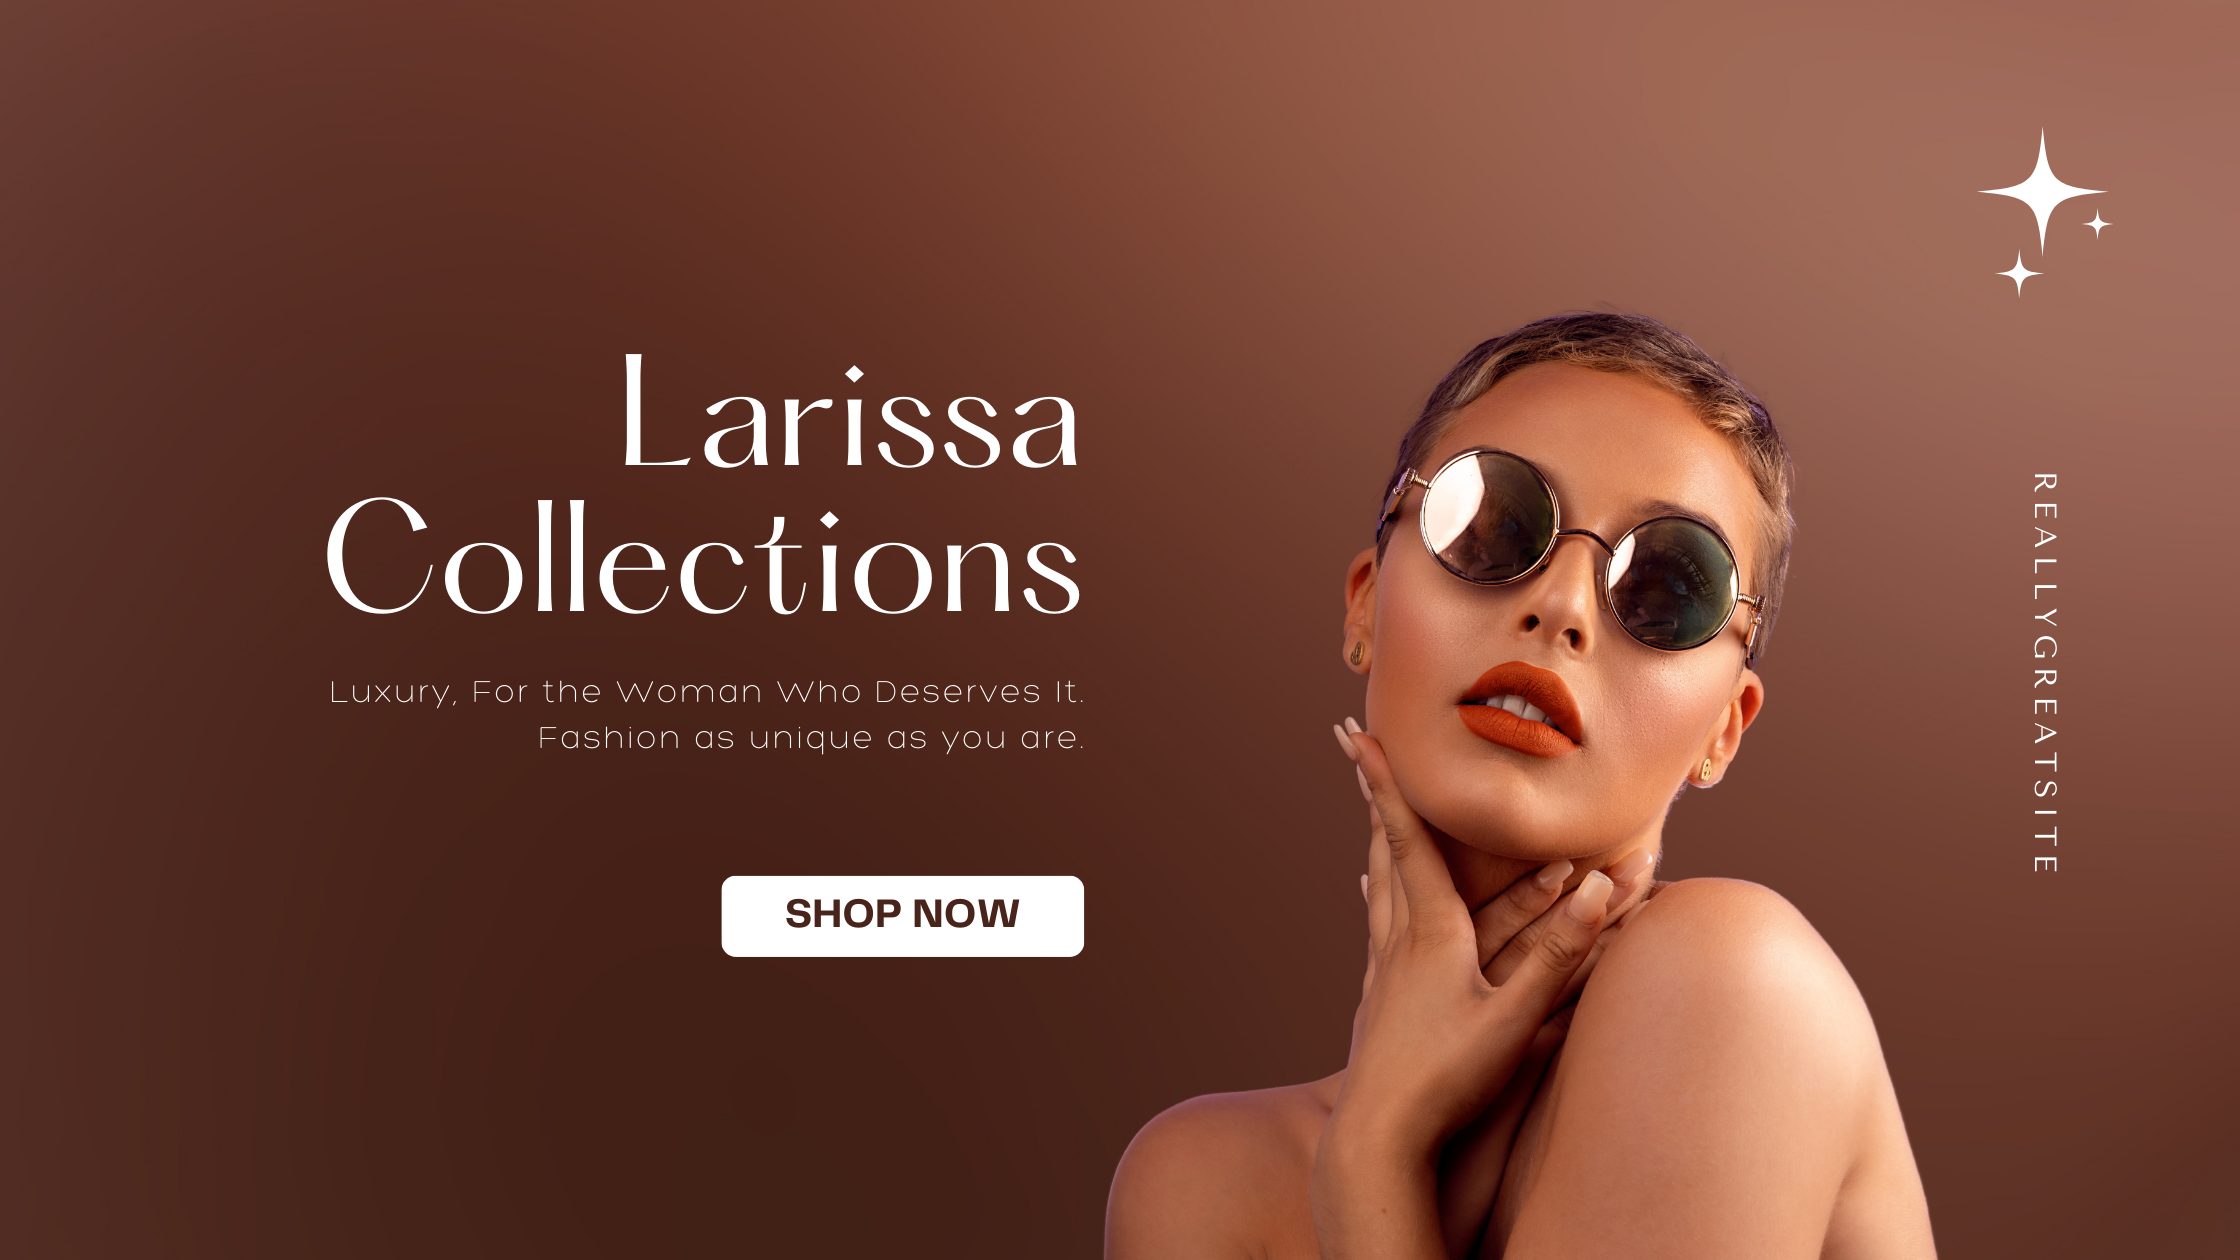 Larissa
Collections
Luxury, For the Woman Who Deserves It.
Fashion as unique as you are.
SHOP NOW
REALLYGREATSITE